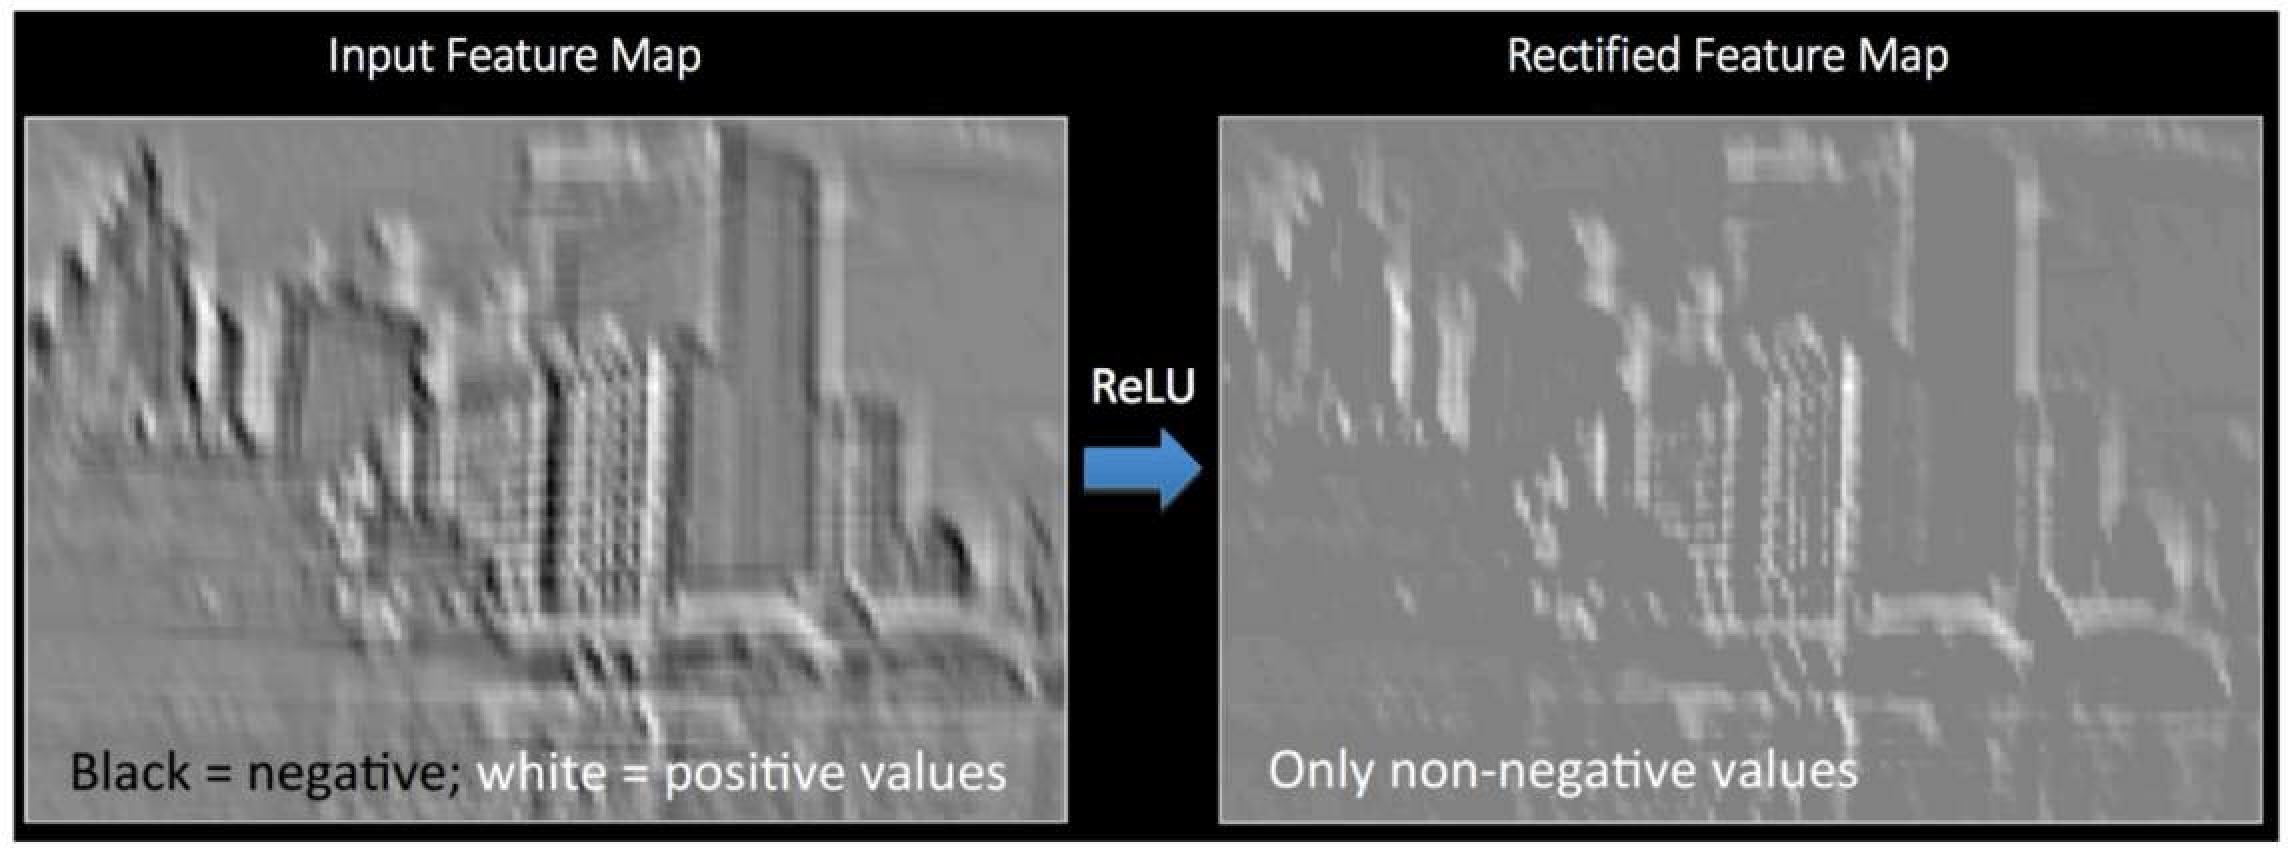 Input Feature Map
Rectified Feature Map
ReLU
Black = negative; white = positive values
Only non-negative values